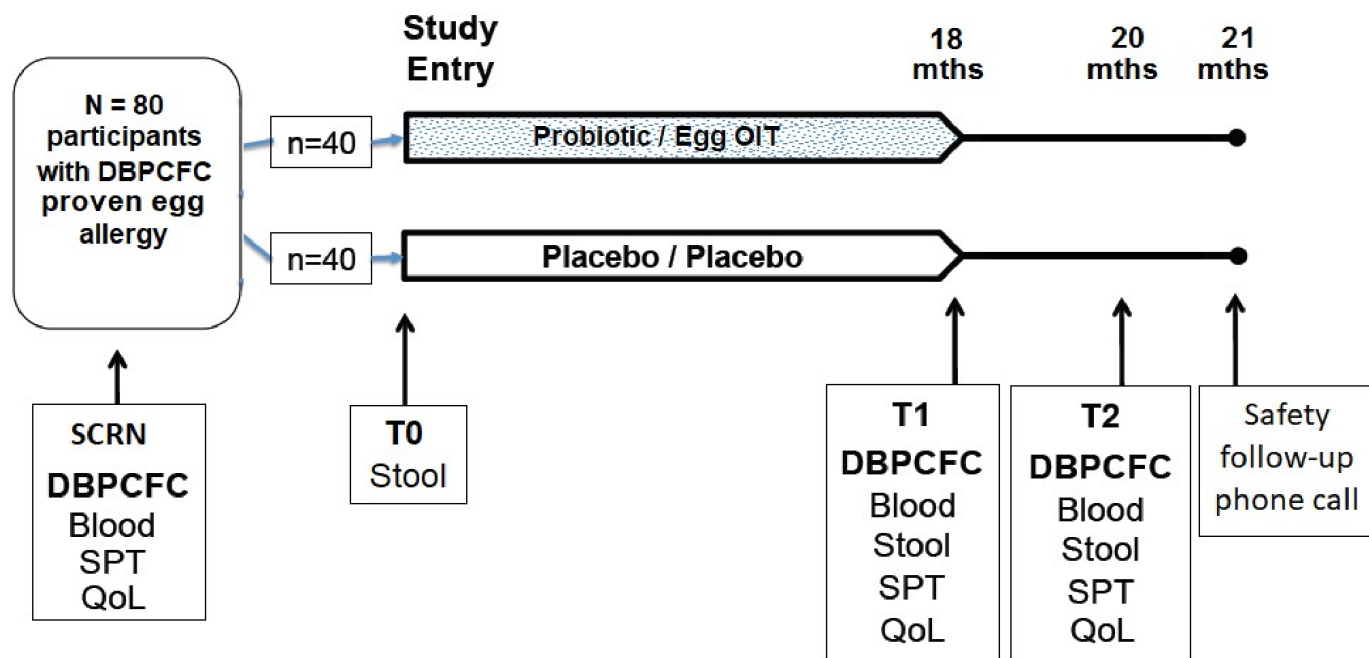 Study
Entry
18
mths
20
mths
21
mths
N = 80
participants
with DBPCFC
proven egg
allergy
n=40
Probiotic / Egg OIT
n=40
Placebo / Placebo
SCRN
DBPCFC
Blood
SPT
QoL
T0
Stool
T1
DBPCFC
Blood
Stool
SPT
QoL
T2
DBPCFC
Blood
Stool
SPT
QoL
Safety
follow-up
phone call